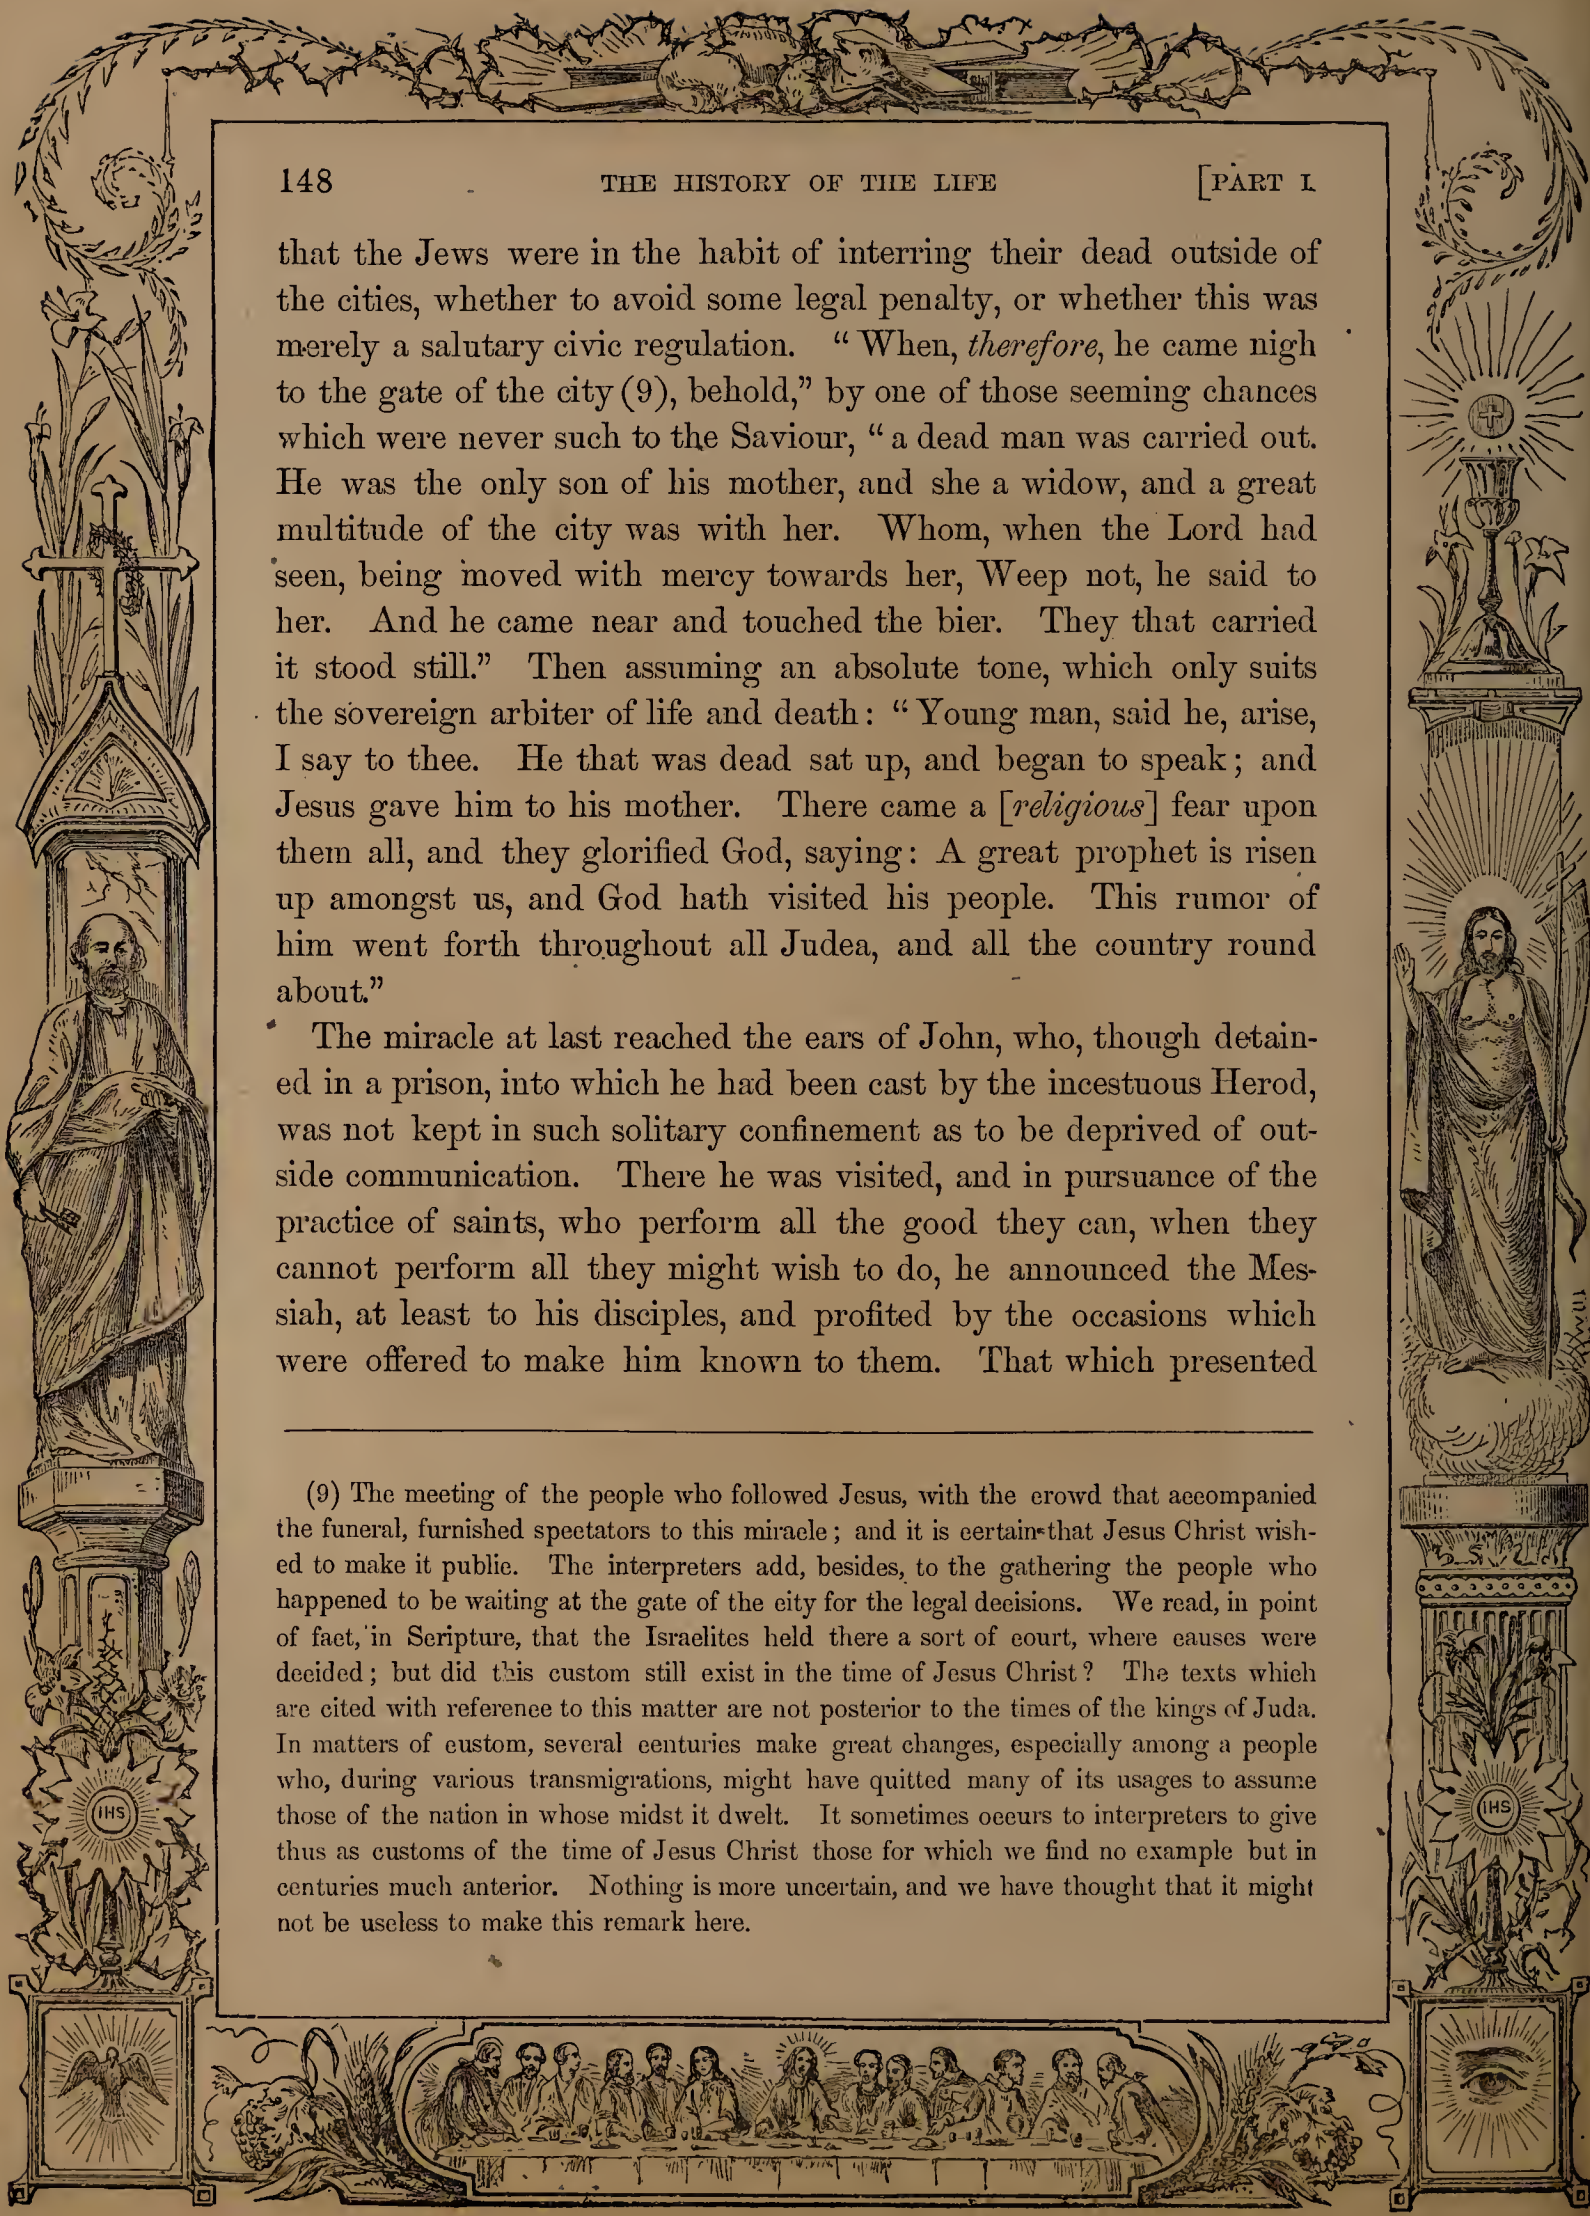 148 THE HISTORY OF THE LIFE [PART I.
that the Jews were in the habit of interring their dead outside of
the cities, whether to avoid some legal penalty, or whether this was
merely a salutary civic regulation. “ When, therefore, he came nigh
to the gate of the city (9), behold,” by one of those seeming chances
which were never such to the Saviour, “ a dead man was carried out.
He was the only son of his mother, and she a widow, and a great
multitude of the city was with her. Whom, when the Lord had
seen, being moved with mercy towards her, Weep not, he said to
her. And he came near and touched the bier. They that carried
it stood still.” Then assuming an absolute tone, which only suits
the sovereign arbiter of life and death : “ Young man, said he, arise,
I say to thee. He that was dead sat up, and began to speak ; and
Jesus gave him to his mother. There came a [religious] fear upon
them all, and they glorified God, saying : A great prophet is risen
up amongst us, and God hath visited his people. This rumor of
him went forth throughout all Judea, and all the country round
about.”
The miracle at last reached the ears of John, who, though detain-
ed in a prison, into which he had been cast by the incestuous Herod,
was not kept in such solitary confinement as to be deprived of out-
side communication. There he was visited, and in pursuance of the
practice of saints, who perform all the good they can, when they
cannot perform all they might wish to do, he announced the Mes-
siah, at least to his disciples, and profited by the occasions which
were offered to make him known to them. That which presented
(9) The meeting of the people who followed Jesus, with the crowd that accompanied
the funeral, furnished spectators to this miracle ; and it is certain that Jesus Christ wish-
ed to make it public. The interpreters add, besides, to the gathering the people who
happened to be waiting at the gate of the city for the legal decisions. We read, in point
of fact, in Scripture, that the Israelites held there a sort of court, where causes were
decided ; but did this custom still exist in the time of Jesus Christ ? The texts which
are cited with reference to this matter are not posterior to the times of the kings of Juda.
In matters of custom, several centuries make great changes, especially among a people
who, during various transmigrations, might have quitted many of its usages to assume
those of the nation in whose midst it dwelt. It sometimes occurs to interpreters to give
thus as customs of the time of Jesus Christ those for which we find no example but in
centuries much anterior. Nothing is more uncertain, and we have thought that it might
not be useless to make this remark here.
IHS
IHS